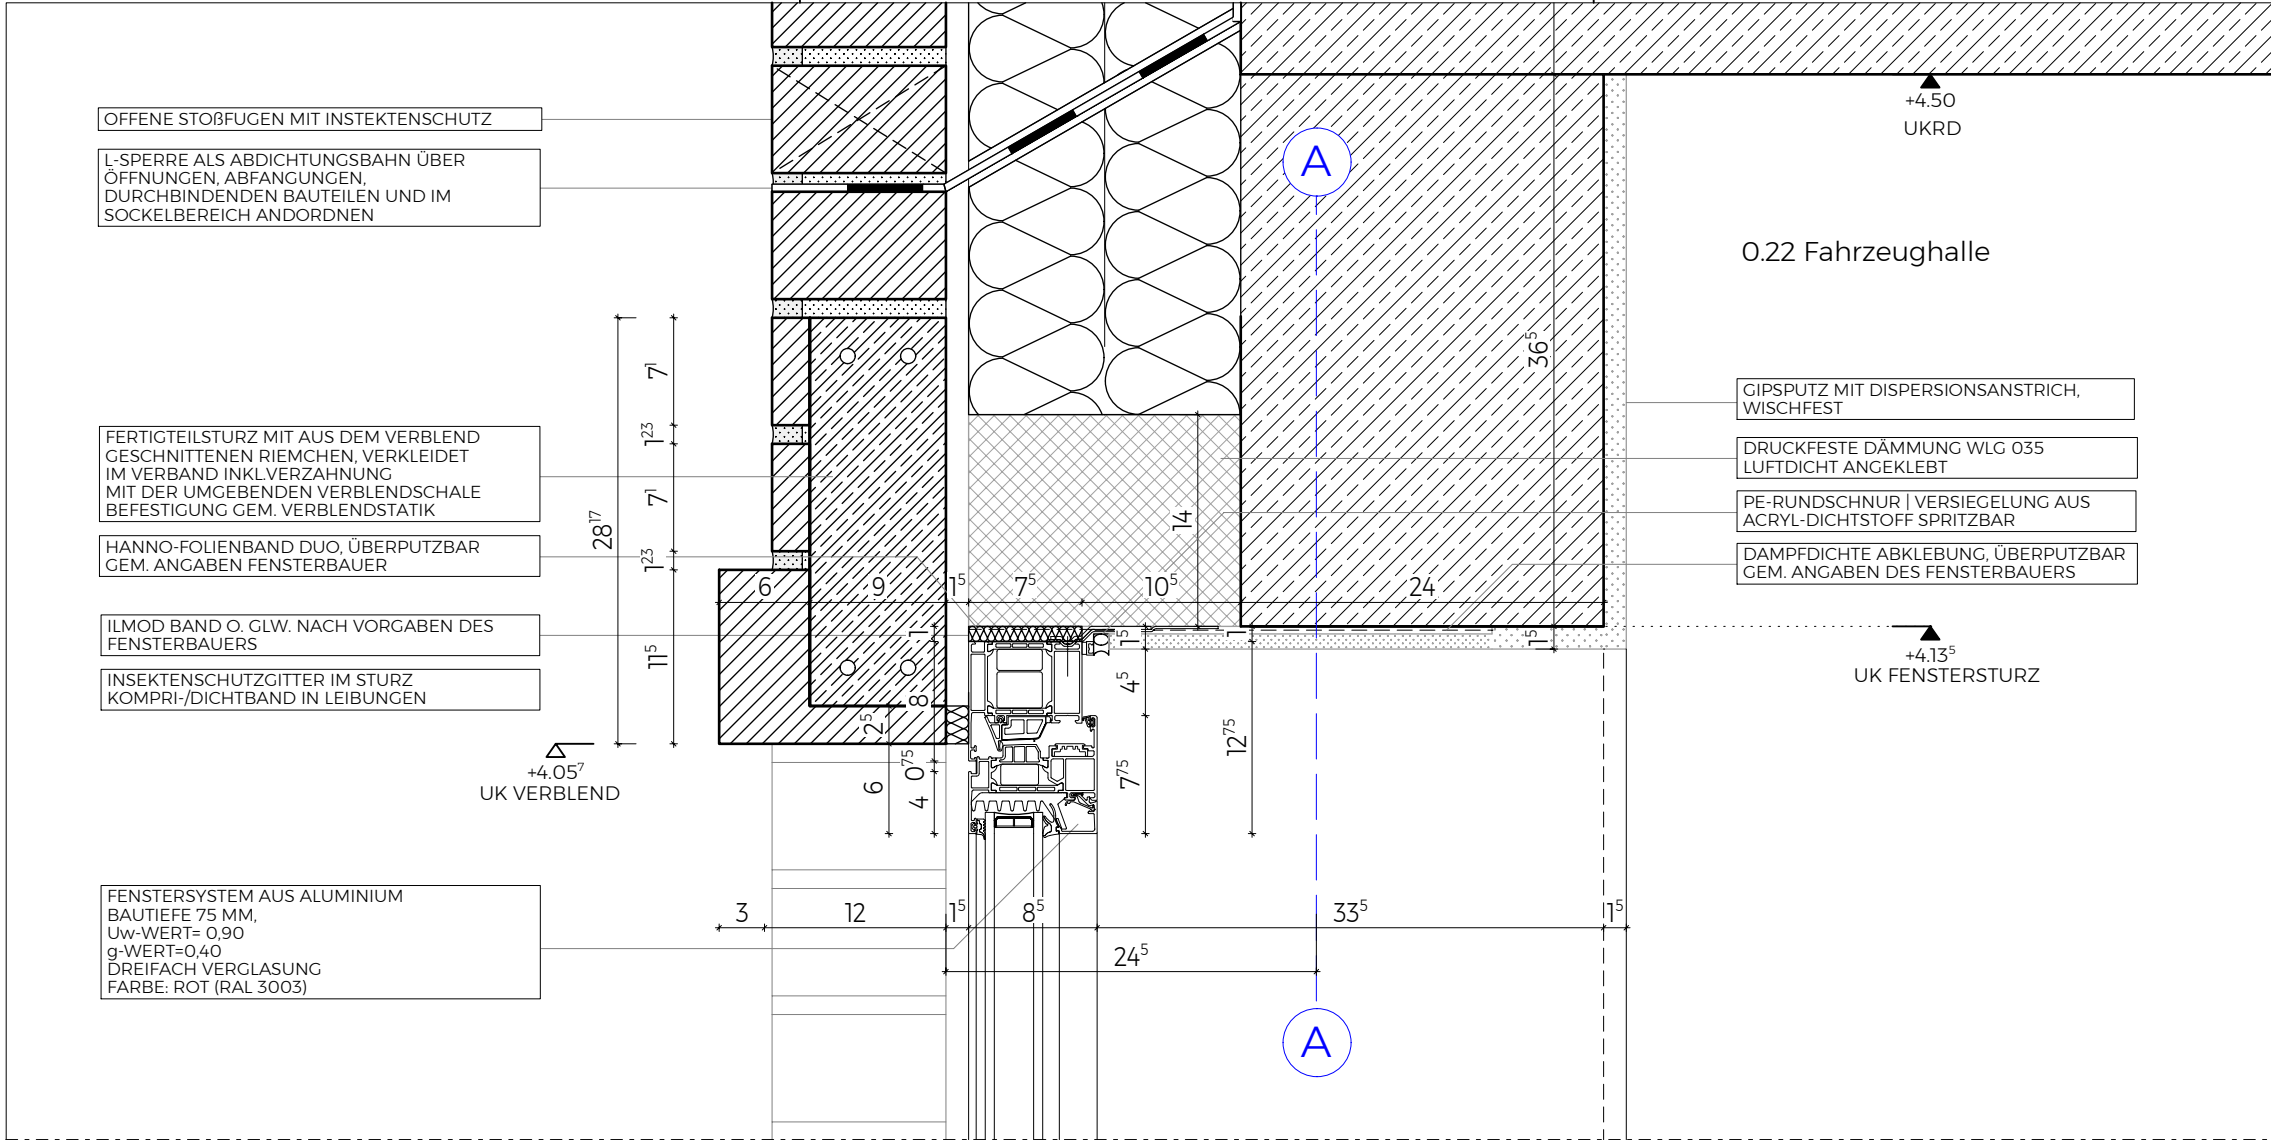 OFFENE STOẞFUGEN MIT INSTEKTENSCHUTZ
L-SPERRE ALS ABDICHTUNGSBAHN ÜBER
ÖFFNUNGEN, ABFANGUNGEN,
DURCHBINDENDEN BAUTEILEN UND IM
SOCKELBEREICH ANDORDNEN
FERTIGTEILSTURZ MIT AUS DEM VERBLEND
GESCHNITTENEN RIEMCHEN, VERKLEIDET
IM VERBAND INKL.VERZAHNUNG
MIT DER UMGEBENDEN VERBLENDSCHALE
BEFESTIGUNG GEM. VERBLENDSTATIK
HANNO-FOLIENBAND DUO, ÜBERPUTZBAR
GEM. ANGABEN FENSTERBAUER
ILMOD BAND O. GLW. NACH VORGABEN DES
FENSTERBAUERS
INSEKTENSCHUTZGITTER IM STURZ
KOMPRI-/DICHTBAND IN LEIBUNGEN
+4.05⁷
UK VERBLEND
FENSTERSYSTEM AUS ALUMINIUM
BAUTIEFE 75 MM,
Uw-WERT= 0,90
g-WERT=0,40
DREIFACH VERGLASUNG
FARBE: ROT (RAL 3003)
28¹⁷
7¹
1²³
7¹
1²³
11⁵
6 9 1⁵ 7⁵ 10⁵ 24
1
8
0⁷⁵
4
2⁵
6
14
36⁵
1⁵
1⁵
4⁵
7⁷⁵
1
12⁷⁵
3 12 1⁵ 8⁵ 33⁵ 1⁵
24⁵
A
A
+4.50
UKRD
0.22 Fahrzeughalle
GIPSPUTZ MIT DISPERSIONSANSTRICH,
WISCHFEST
DRUCKFESTE DÄMMUNG WLG 035
LUFTDICHT ANGEKLEBT
PE-RUNDSCHNUR | VERSIEGELUNG AUS
ACRYL-DICHTSTOFF SPRITZBAR
DAMPFDICHTE ABKLEBUNG, ÜBERPUTZBAR
GEM. ANGABEN DES FENSTERBAUERS
+4.13⁵
UK FENSTERSTURZ